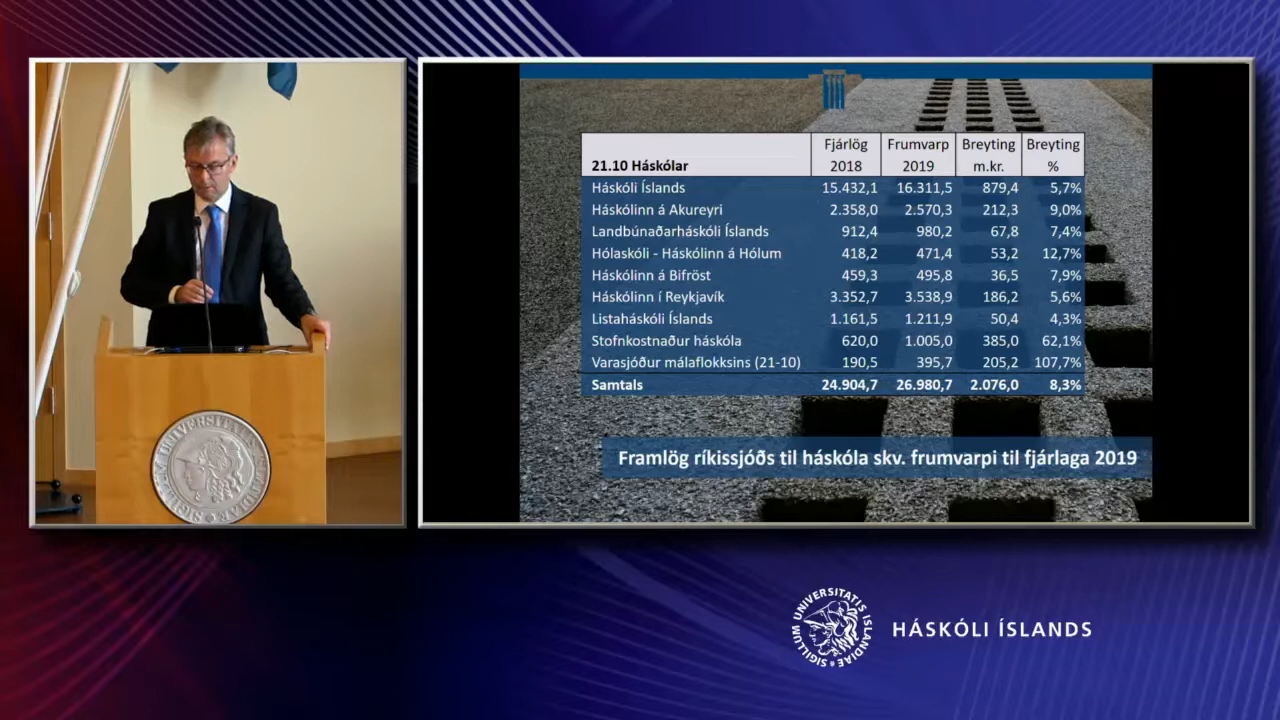 21.10 Háskólar Fjárlög 2018 Frumvarp 2019 Breyting m.kr. Breyting %
Háskóli Íslands 15.432,1 16.311,5 879,4 5,7%
Háskólinn á Akureyri 2.358,0 2.570,3 212,3 9,0%
Landbúnaðarháskóli Íslands 912,4 980,2 67,8 7,4%
Hólaskóli - Háskólinn á Hólum 418,2 471,4 53,2 12,7%
Háskólinn á Bifröst 459,3 495,8 36,5 7,9%
Háskólinn í Reykjavík 3.352,7 3.538,9 186,2 5,6%
Listaháskóli Íslands 1.161,5 1.211,9 50,4 4,3%
Stofnkostnaður háskóla 620,0 1.005,0 385,0 62,1%
Varasjóður málaflokksins (21-10) 190,5 395,7 205,2 107,7%
Samtals 24.904,7 26.980,7 2.076,0 8,3%
Framlög ríkissjóðs til háskóla skv. frumvarpi til fjárlaga 2019
SIGILLUM UNIVERSITATIS ISLANDIAE
SIGILLUM UNIVERSITATIS ISLANDIAE
HÁSKÓLI ÍSLANDS